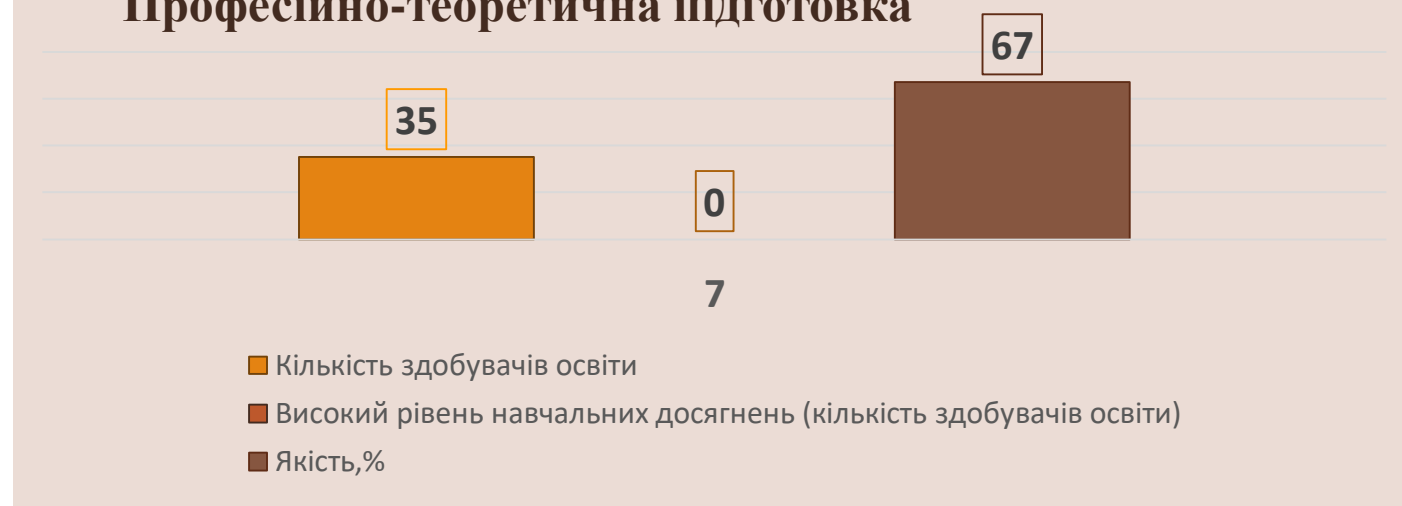 Професійно-теоретична підготовка
67
35
0
7
Кількість здобувачів освіти
Високий рівень навчальних досягнень (кількість здобувачів освіти)
Якість,%